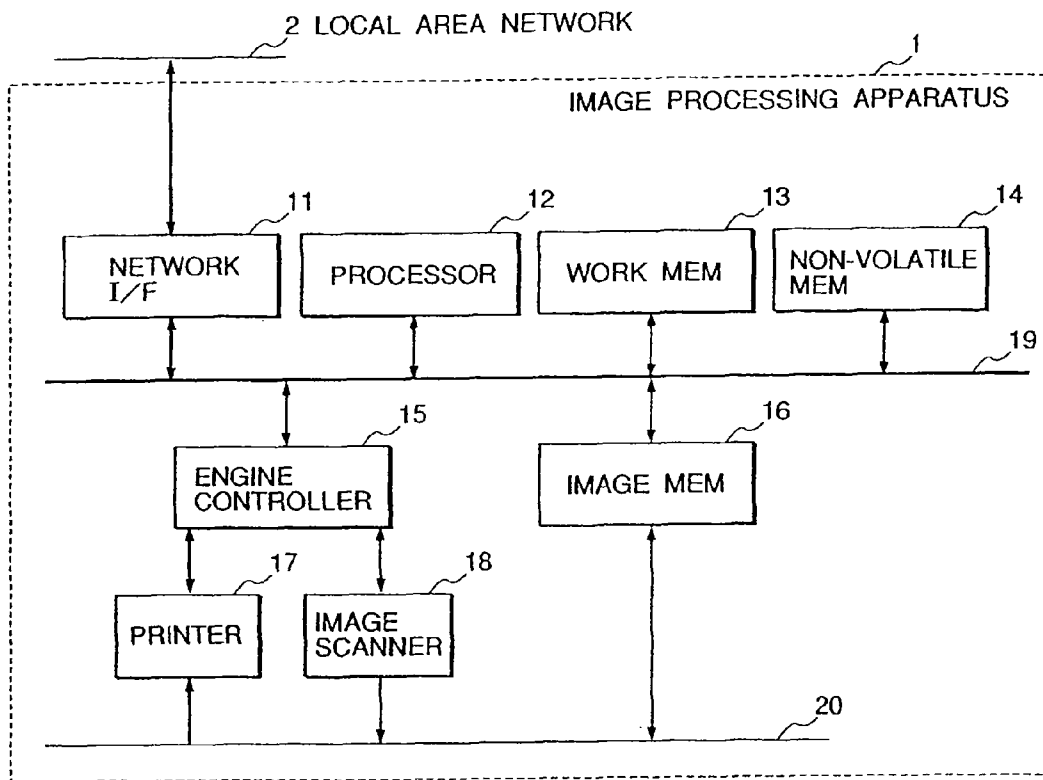 2 LOCAL AREA NETWORK
1
IMAGE PROCESSING APPARATUS
11
12
13
14
NETWORK
I/F
PROCESSOR
WORK MEM
NON-VOLATILE
MEM
19
15
16
ENGINE
CONTROLLER
IMAGE MEM
17
18
PRINTER
IMAGE
SCANNER
20